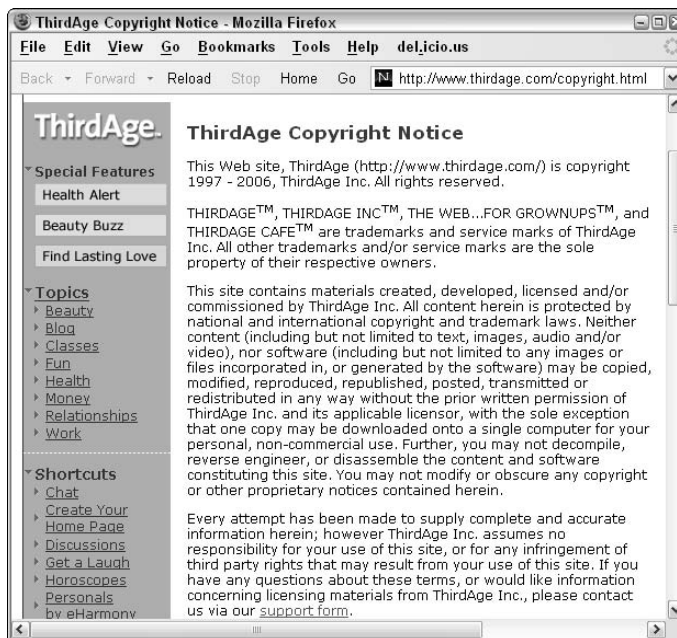 ThirdAge Copyright Notice - Mozilla Firefox
File Edit View Go Bookmarks Tools Help del.icio.us
Back Forward Reload Stop Home Go N http://www.thirdage.com/copyright.html
ThirdAge.
Special Features
Health Alert
Beauty Buzz
Find Lasting Love
Topics
Beauty
Blog
Classes
Fun
Health
Money
Relationships
Work
Shortcuts
Chat
Create Your
Home Page
Discussions
Get a Laugh
Horoscopes
Personals
by eHarmony
ThirdAge Copyright Notice
This Web site, ThirdAge (http://www.thirdage.com/) is copyright
1997 - 2006, ThirdAge Inc. All rights reserved.
THIRDAGE™, THIRDAGE INC™, THE WEB...FOR GROWNUPS™, and
THIRDAGE CAFE™ are trademarks and service marks of ThirdAge
Inc. All other trademarks and/or service marks are the sole
property of their respective owners.
This site contains materials created, developed, licensed and/or
commissioned by ThirdAge Inc. All content herein is protected by
national and international copyright and trademark laws. Neither
content (including but not limited to text, images, audio and/or
video), nor software (including but not limited to any images or
files incorporated in, or generated by the software) may be copied,
modified, reproduced, republished, posted, transmitted or
redistributed in any way without the prior written permission of
ThirdAge Inc. and its applicable licensor, with the sole exception
that one copy may be downloaded onto a single computer for your
personal, non-commercial use. Further, you may not decompile,
reverse engineer, or disassemble the content and software
constituting this site. You may not modify or obscure any copyright
or other proprietary notices contained herein.
Every attempt has been made to supply complete and accurate
information herein; however ThirdAge Inc. assumes no
responsibility for your use of this site, or for any infringement of
third party rights that may result from your use of this site. If you
have any questions about these terms, or would like information
concerning licensing materials from ThirdAge Inc., please contact
us via our support form.